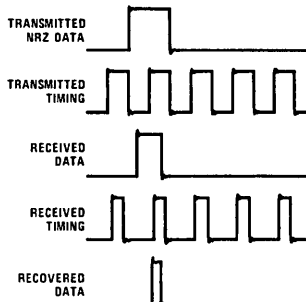 TRANSMITTED
NRZ DATA
TRANSMITTED
TIMING
RECEIVED
DATA
RECEIVED
TIMING
RECOVERED
DATA